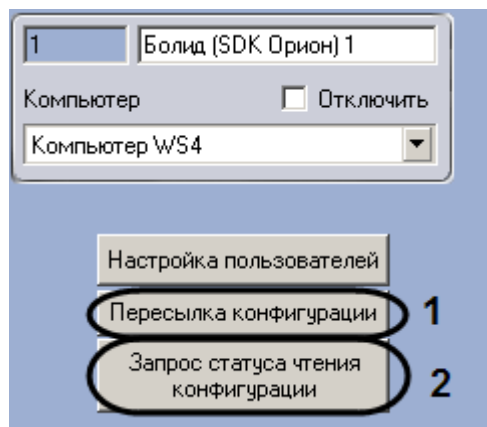 1 Болид (SDK Орион) 1
Компьютер Отключить
Компьютер WS4
Настройка пользователей
Пересылка конфигурации 1
Запрос статуса чтения
конфигурации 2